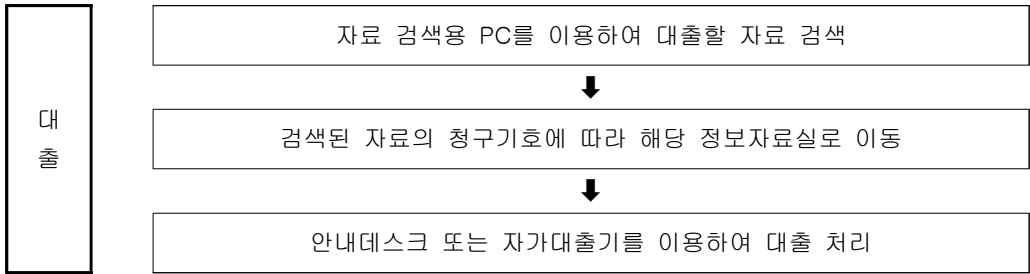 대
출
자료 검색용 PC를 이용하여 대출할 자료 검색
⬇
검색된 자료의 청구기호에 따라 해당 정보자료실로 이동
⬇
안내데스크 또는 자가대출기를 이용하여 대출 처리